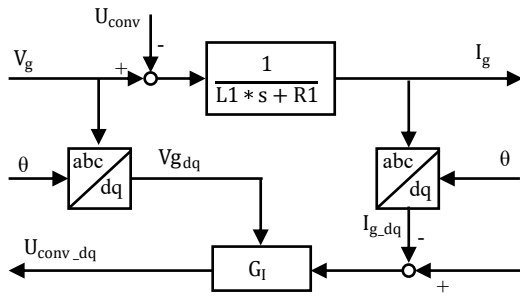 U_conv
-
V_g
+
1
L1 * s + R1
I_g
θ
abc
dq
Vg_dq
abc
dq
θ
I_g_dq
-
U_conv_dq
G_I
+